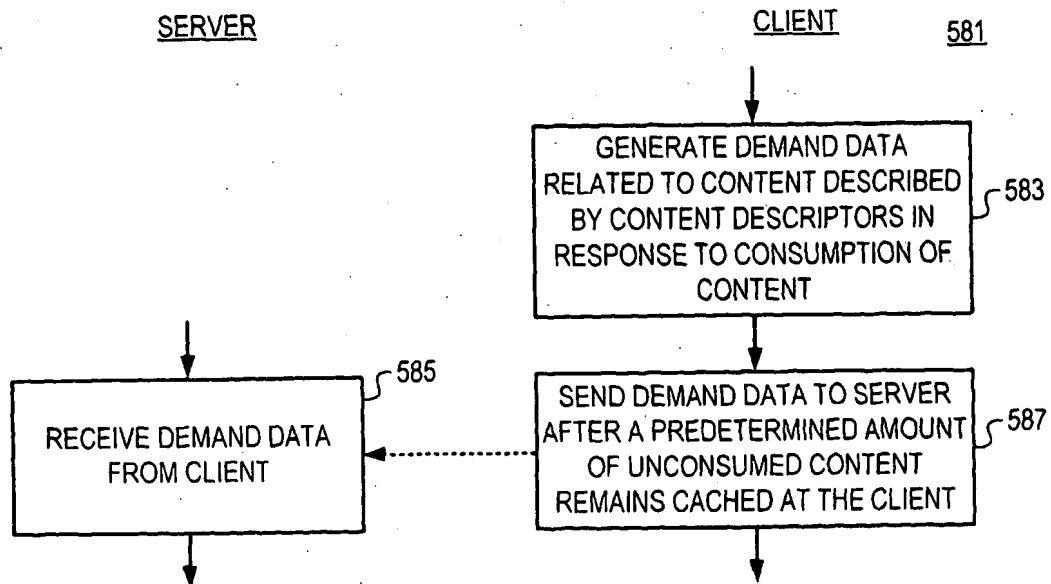 SERVER
CLIENT
581
GENERATE DEMAND DATA
RELATED TO CONTENT DESCRIBED
BY CONTENT DESCRIPTORS IN
RESPONSE TO CONSUMPTION OF
CONTENT
583
585
RECEIVE DEMAND DATA
FROM CLIENT
SEND DEMAND DATA TO SERVER
AFTER A PREDETERMINED AMOUNT
OF UNCONSUMED CONTENT
REMAINS CACHED AT THE CLIENT
587